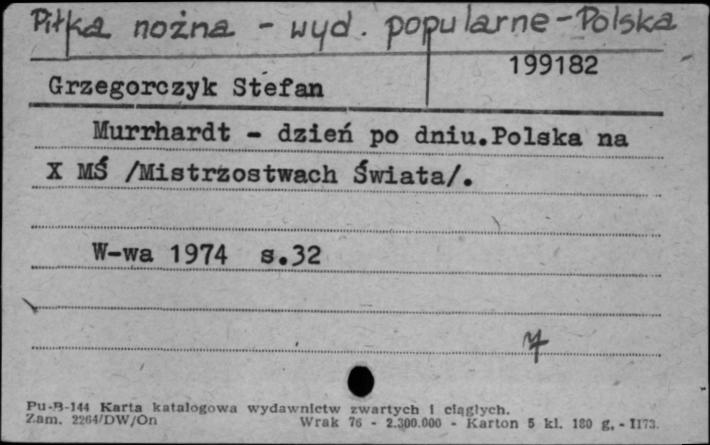 Piłka nożna - wyd. popularne - Polska
199182
Grzegorczyk Stefan
Murrhardt - dzień po dniu.Polska na
X MŚ /Mistrzostwach Świata/.
W-wa 1974 s.32
7
Pu-B-144 Karta katalogowa wydawnictw zwartych i ciągłych.
Zam. 2264/DW/On Wrak 76 - 2.300.000 - Karton 5 kl. 180 g. - II73.